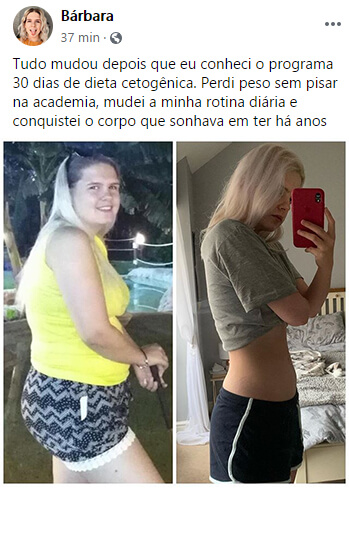 Bárbara
37 min ·
Tudo mudou depois que eu conheci o programa
30 dias de dieta cetogênica. Perdi peso sem pisar
na academia, mudei a minha rotina diária e
conquistei o corpo que sonhava em ter há anos